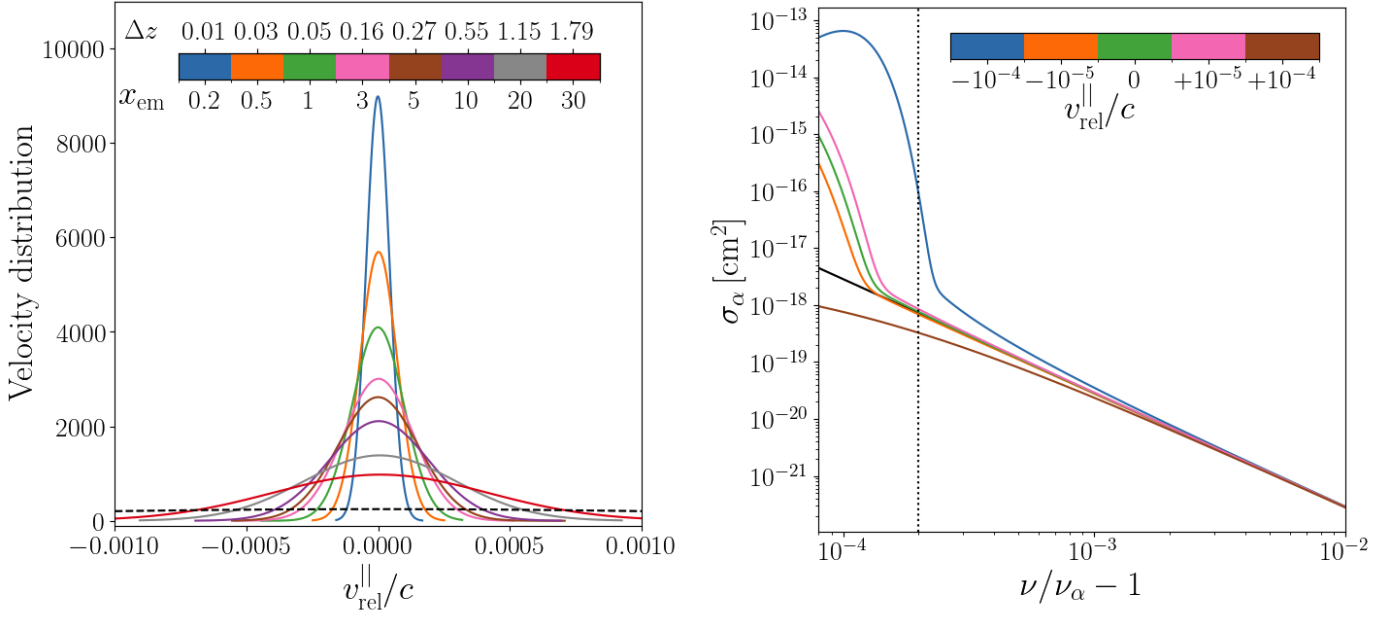 Δz 0.01 0.03 0.05 0.16 0.27 0.55 1.15 1.79
x_em 0.2 0.5 1 3 5 10 20 30
10000
8000
6000
4000
2000
0
Velocity distribution
−0.0010 −0.0005 0.0000 0.0005 0.0010
v_rel^||/c
−10^−4 −10^−5 0 +10^−5 +10^−4
v_rel^||/c
10^−13
10^−14
10^−15
10^−16
10^−17
10^−18
10^−19
10^−20
10^−21
σ_α [cm^2]
10^−4 10^−3 10^−2
ν/ν_α − 1